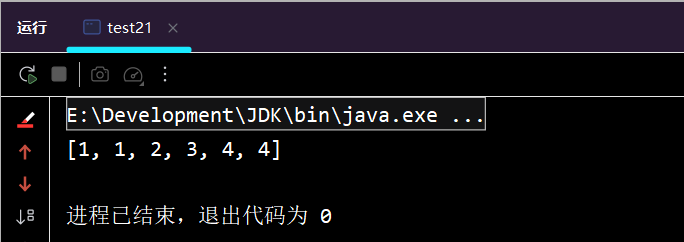 运行 test21
E:\Development\JDK\bin\java.exe ...
[1, 1, 2, 3, 4, 4]
进程已结束，退出代码为 0